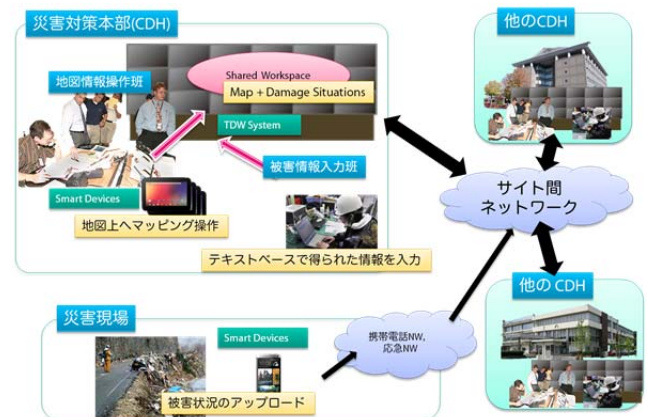 災害対策本部(CDH)
地図情報操作班
Shared Workspace
Map + Damage Situations
TDW System
被害情報入力班
Smart Devices
地図上へマッピング操作
テキストベースで得られた情報を入力
他のCDH
サイト間
ネットワーク
他の CDH
災害現場
Smart Devices
被害状況のアップロード
携帯電話NW,
応急NW